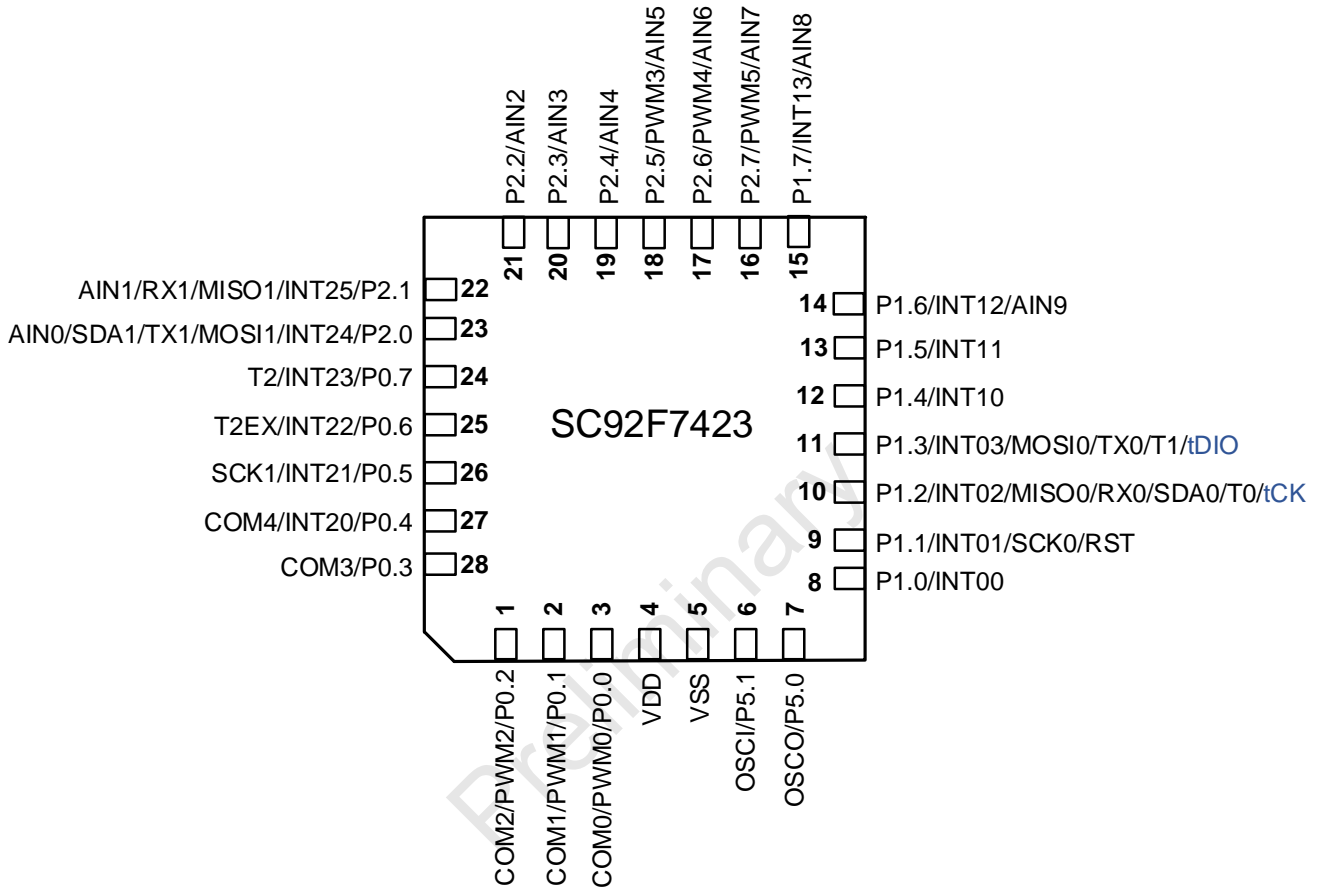 P2.2/AIN2
P2.3/AIN3
P2.4/AIN4
P2.5/PWM3/AIN5
P2.6/PWM4/AIN6
P2.7/PWM5/AIN7
P1.7/INT13/AIN8
21
20
19
18
17
16
15
AIN1/RX1/MISO1/INT25/P2.1 22
AIN0/SDA1/TX1/MOSI1/INT24/P2.0 23
T2/INT23/P0.7 24
T2EX/INT22/P0.6 25
SCK1/INT21/P0.5 26
COM4/INT20/P0.4 27
COM3/P0.3 28
SC92F7423
14 P1.6/INT12/AIN9
13 P1.5/INT11
12 P1.4/INT10
11 P1.3/INT03/MOSI0/TX0/T1/tDIO
10 P1.2/INT02/MISO0/RX0/SDA0/T0/tCK
9 P1.1/INT01/SCK0/RST
8 P1.0/INT00
1
2
3
4
5
6
7
COM2/PWM2/P0.2
COM1/PWM1/P0.1
COM0/PWM0/P0.0
VDD
VSS
OSCI/P5.1
OSCO/P5.0
Preliminary